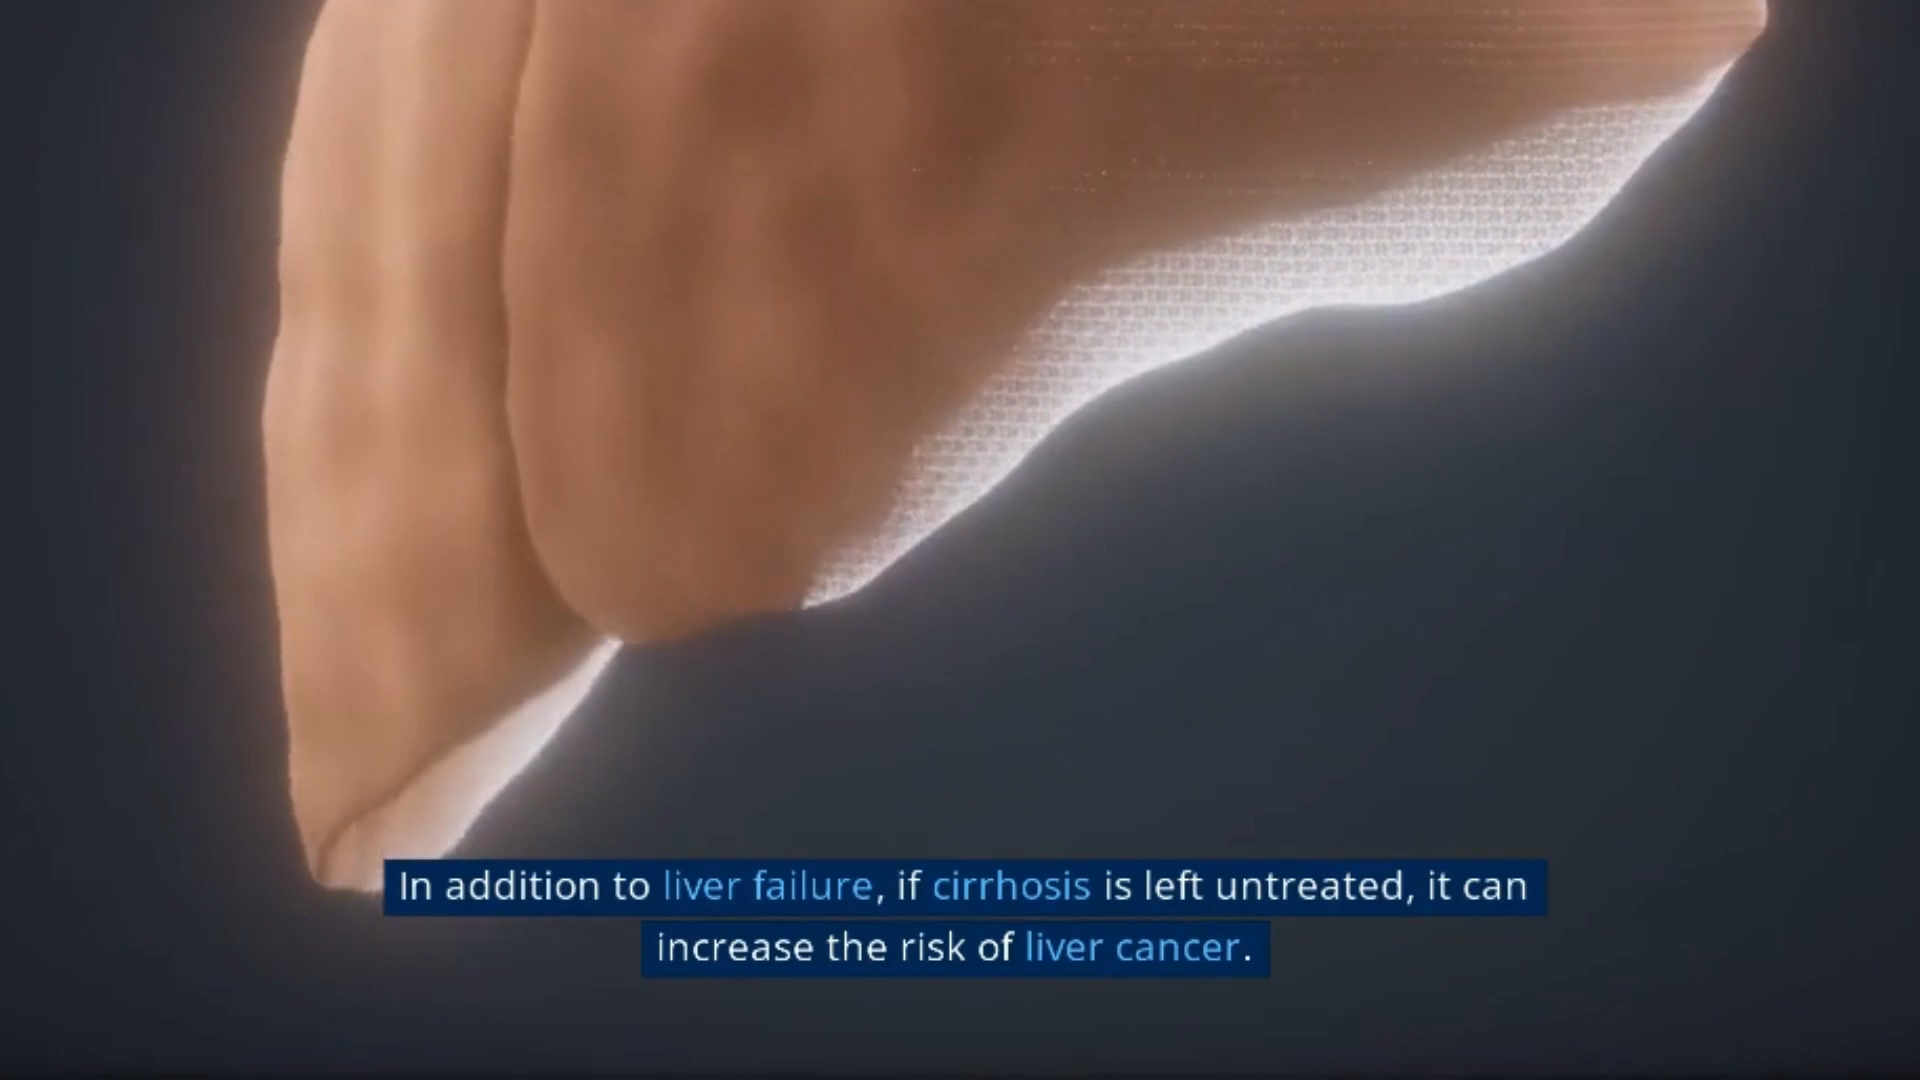 In addition to liver failure, if cirrhosis is left untreated, it can
increase the risk of liver cancer.